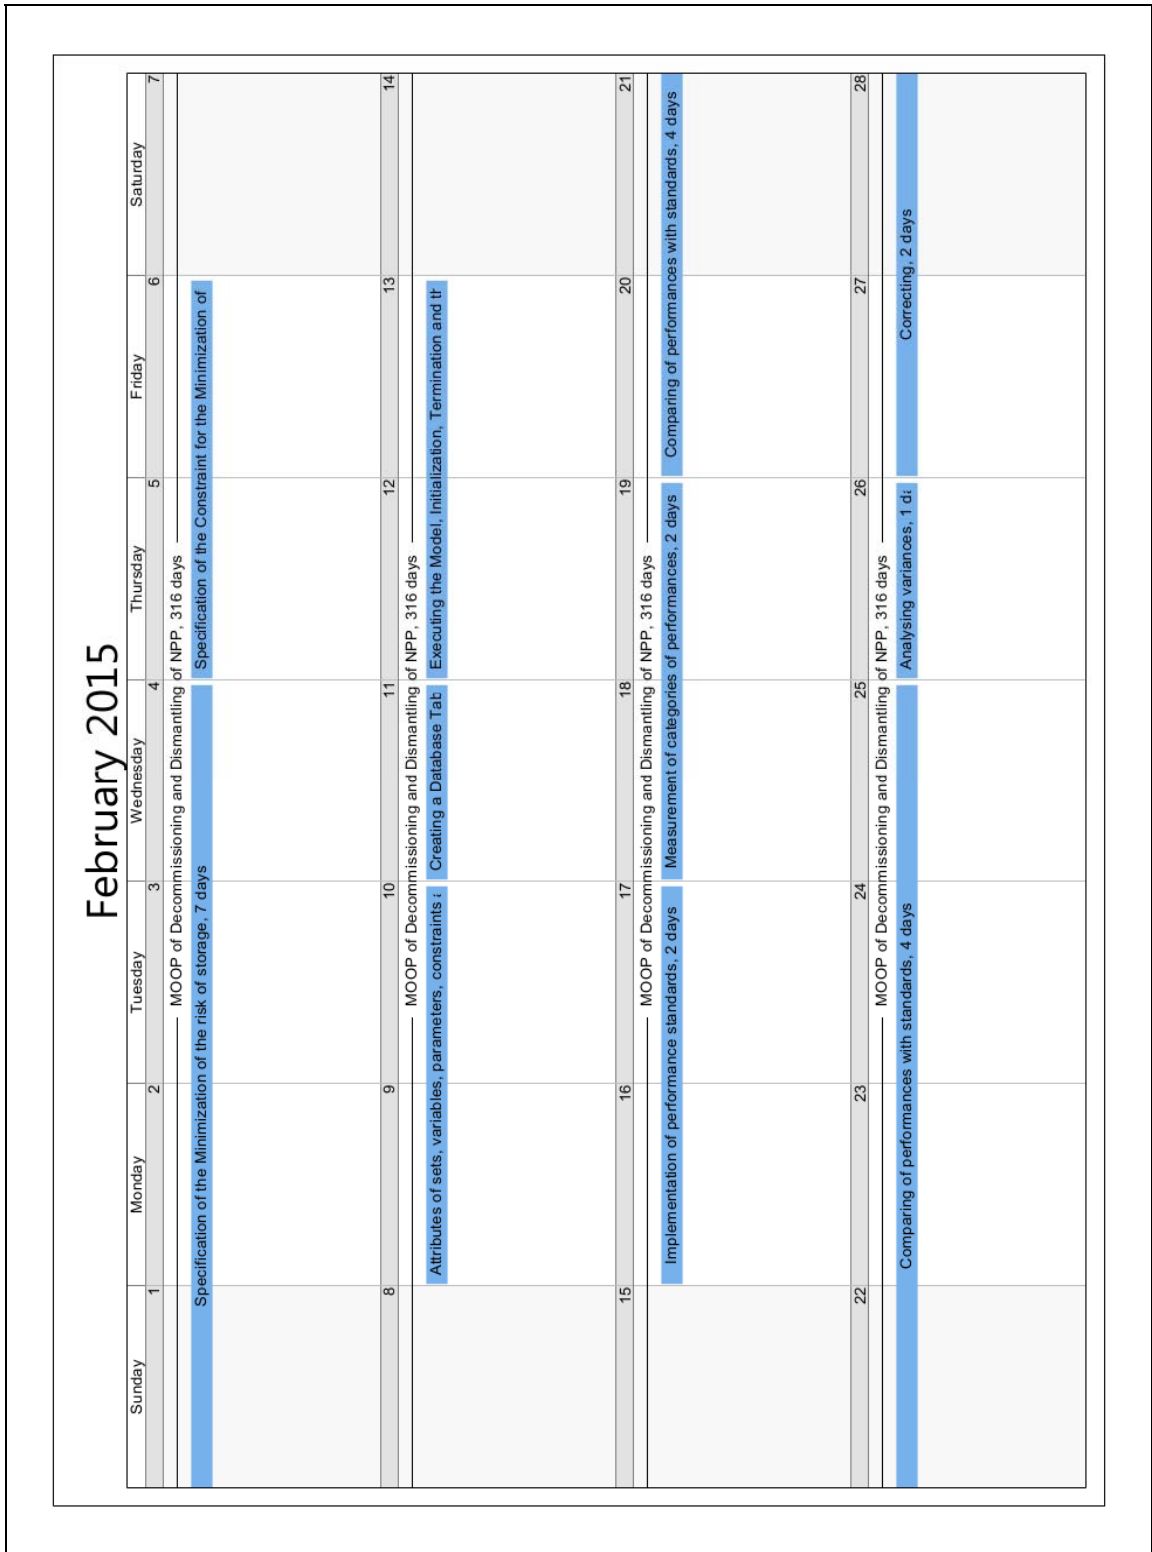 February 2015
Sunday Monday Tuesday Wednesday Thursday Friday Saturday
1 2 3 4 5 6 7
MOOP of Decommissioning and Dismantling of NPP, 316 days
Specification of the Minimization of the risk of storage, 7 days Specification of the Constraint for the Minimization of
8 9 10 11 12 13 14
MOOP of Decommissioning and Dismantling of NPP, 316 days
Attributes of sets, variables, parameters, constraints Creating a Database Tab Executing the Model, Initialization, Termination and th
15 16 17 18 19 20 21
MOOP of Decommissioning and Dismantling of NPP, 316 days
Implementation of performance standards, 2 days Measurement of categories of performances, 2 days Comparing of performances with standards, 4 days
22 23 24 25 26 27 28
MOOP of Decommissioning and Dismantling of NPP, 316 days
Comparing of performances with standards, 4 days Analysing variances, 1 da Correcting, 2 days